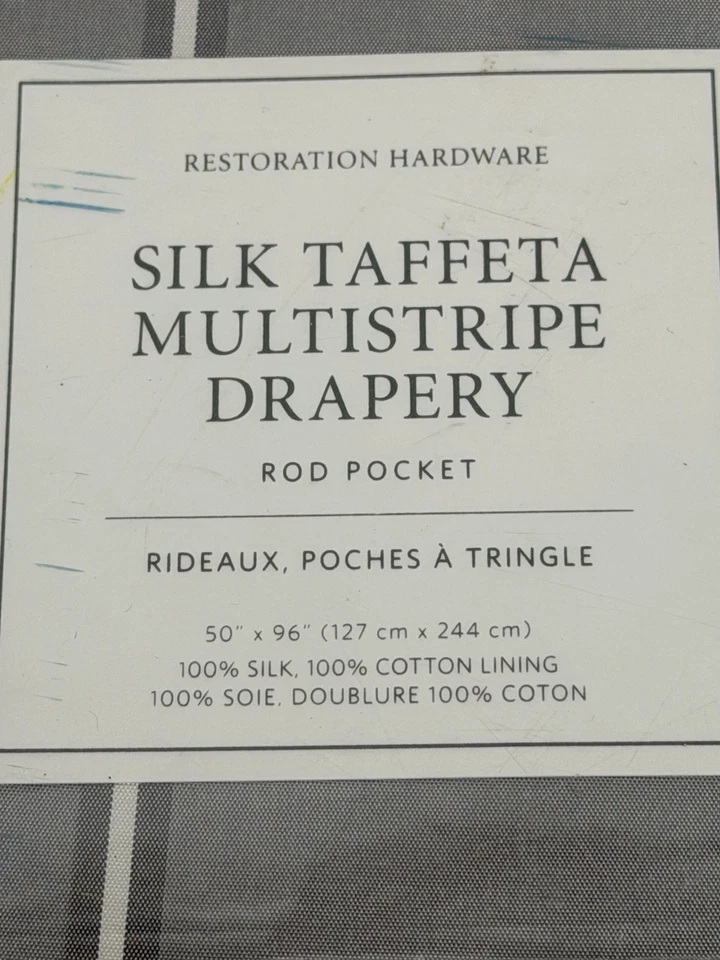 RESTORATION HARDWARE
SILK TAFFETA
MULTISTRIPE
DRAPERY
ROD POCKET
RIDEAUX, POCHES À TRINGLE
50" x 96" (127 cm x 244 cm)
100% SILK, 100% COTTON LINING
100% SOIE, DOUBLURE 100% COTON